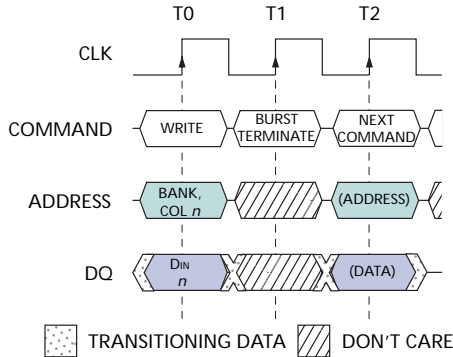 T0 T1 T2
CLK
COMMAND WRITE BURST TERMINATE NEXT COMMAND
ADDRESS BANK, COL n (ADDRESS)
DQ DIN n (DATA)
TRANSITIONING DATA DON'T CARE